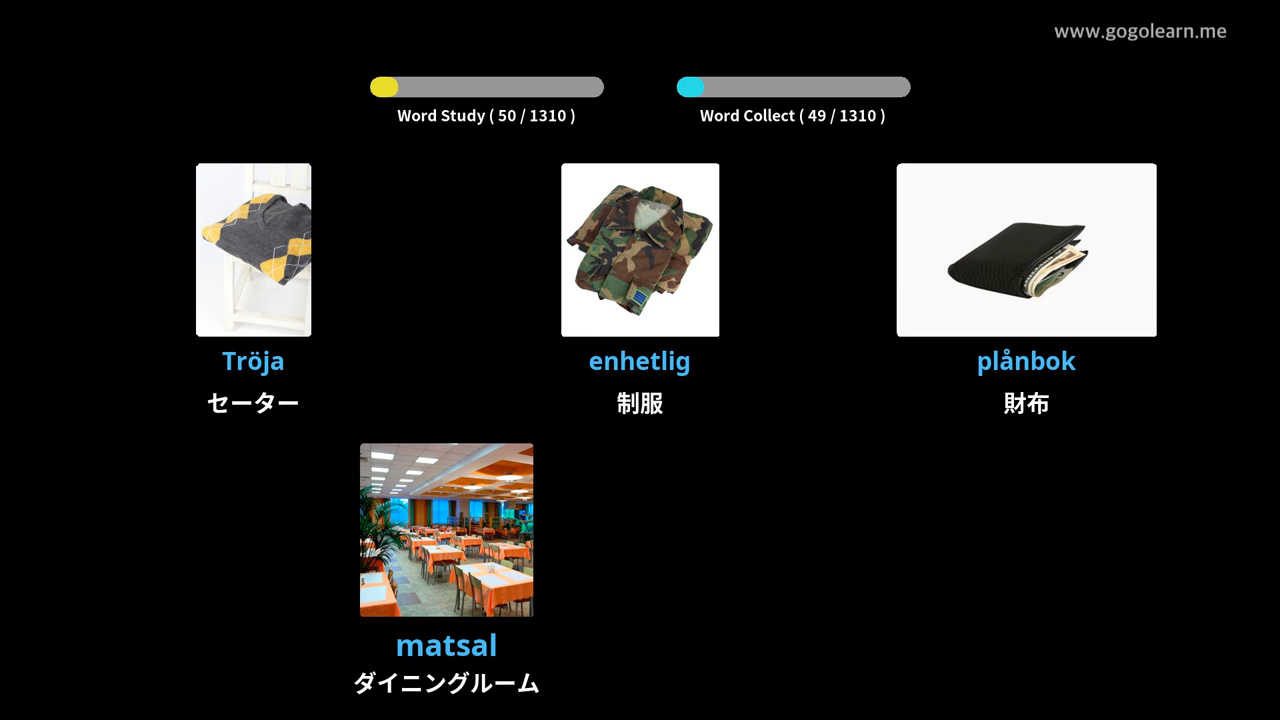 www.gogolearn.me
Word Study ( 50 / 1310 )
Word Collect ( 49 / 1310 )
Tröja
セーター
enhetlig
制服
plånbok
財布
matsal
ダイニングルーム